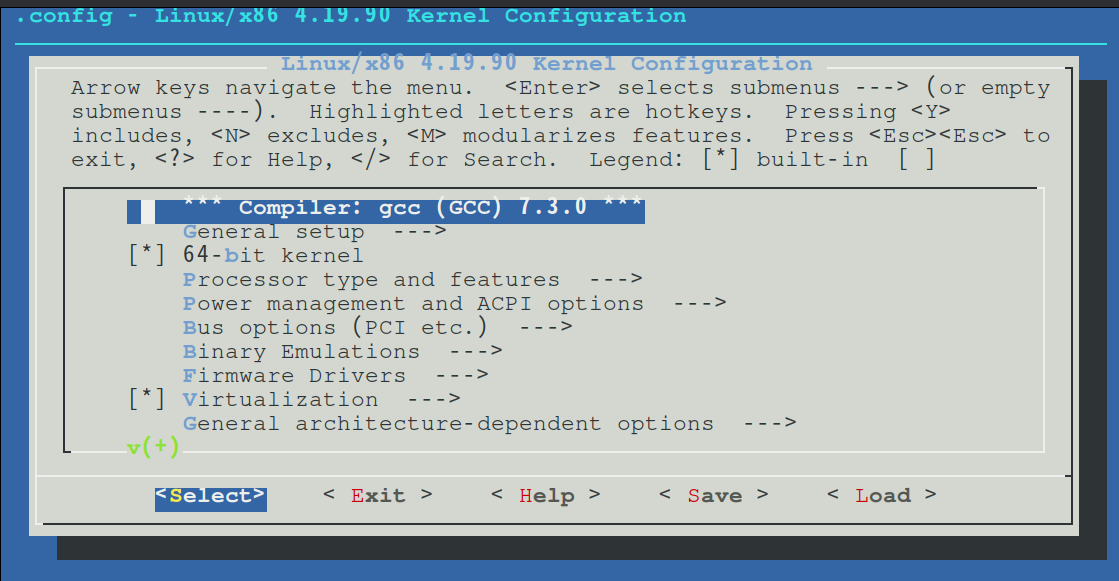 .config - Linux/x86 4.19.90 Kernel Configuration
Linux/x86 4.19.90 Kernel Configuration
Arrow keys navigate the menu.  <Enter> selects submenus ---> (or empty
submenus ----).  Highlighted letters are hotkeys.  Pressing <Y>
includes, <N> excludes, <M> modularizes features.  Press <Esc><Esc> to
exit, <?> for Help, </> for Search.  Legend: [*] built-in  [ ]
*** Compiler: gcc (GCC) 7.3.0 ***
General setup  --->
[*] 64-bit kernel
Processor type and features  --->
Power management and ACPI options  --->
Bus options (PCI etc.)  --->
Binary Emulations  --->
Firmware Drivers  --->
[*] Virtualization  --->
General architecture-dependent options  --->
v(+)
<Select>    < Exit >    < Help >    < Save >    < Load >